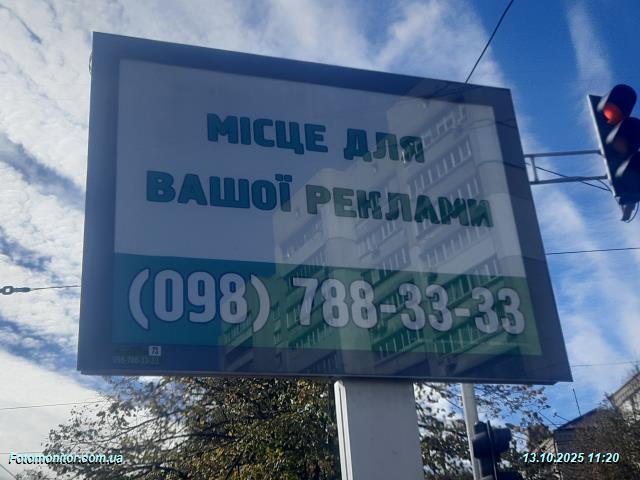 МІСЦЕ ДЛЯ
ВАШОЇ РЕКЛАМИ
(098) 788-33-33
Fotomonitor.com.ua
13.10.2025 11:20